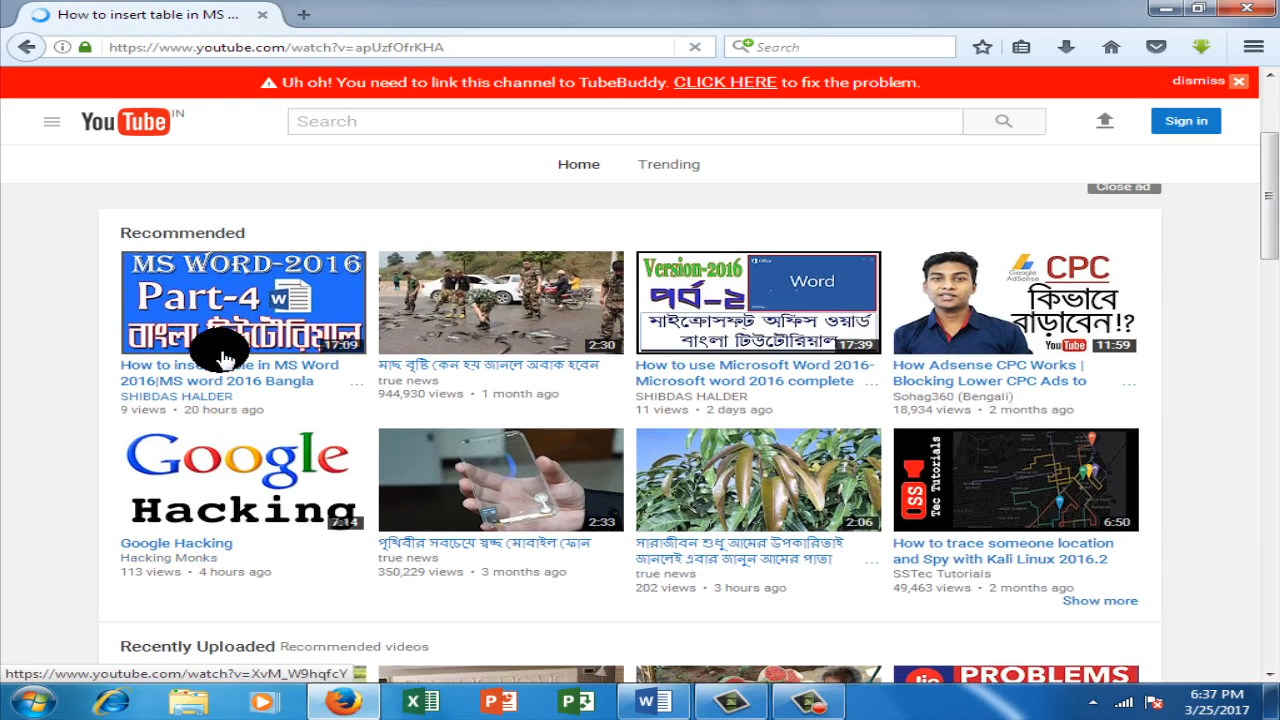 How to insert table in MS ...
https://www.youtube.com/watch?v=apUzfOfrKHA
Search
Uh oh! You need to link this channel to TubeBuddy. CLICK HERE to fix the problem.
dismiss
YouTube IN
Search
Sign in
Home
Trending
Close ad
Recommended
MS WORD-2016
Part-4
W
বাংলা টিউটোরিয়াল
17:09
How to insert table in MS Word
2016|MS word 2016 Bangla
...
SHIBDAS HALDER
9 views • 20 hours ago
2:30
মাছ বৃষ্টি কেন হয় জানলে অবাক হবেন
true news
944,930 views • 1 month ago
Version-2016
Office
Word
পর্ব-২
মাইক্রোসফট অফিস ওয়ার্ড
বাংলা টিউটোরিয়াল
17:39
How to use Microsoft Word 2016-
Microsoft word 2016 complete
...
SHIBDAS HALDER
11 views • 2 days ago
Google
AdSense
CPC
কিভাবে
বাড়াবেন!?
YouTube
11:59
How Adsense CPC Works |
Blocking Lower CPC Ads to
...
Sohag360 (Bengali)
18,934 views • 2 months ago
Google
Hacking
7:14
Google Hacking
Hacking Monks
113 views • 4 hours ago
2:33
পৃথিবীর সবচেয়ে স্বচ্ছ মোবাইল ফোন
true news
350,229 views • 3 months ago
2:06
সারাজীবন শুধু আমের উপকারিতাই
জানলেই এবার জানুন আমের পাতা
...
true news
202 views • 3 hours ago
SS
Tec Tutorials
6:50
How to trace someone location
and Spy with Kali Linux 2016.2
SSTec Tutorials
49,463 views • 2 months ago
Show more
Recently Uploaded Recommended videos
PROBLEMS
https://www.youtube.com/watch?v=XvM_W9hqfcY
6:37 PM
3/25/2017